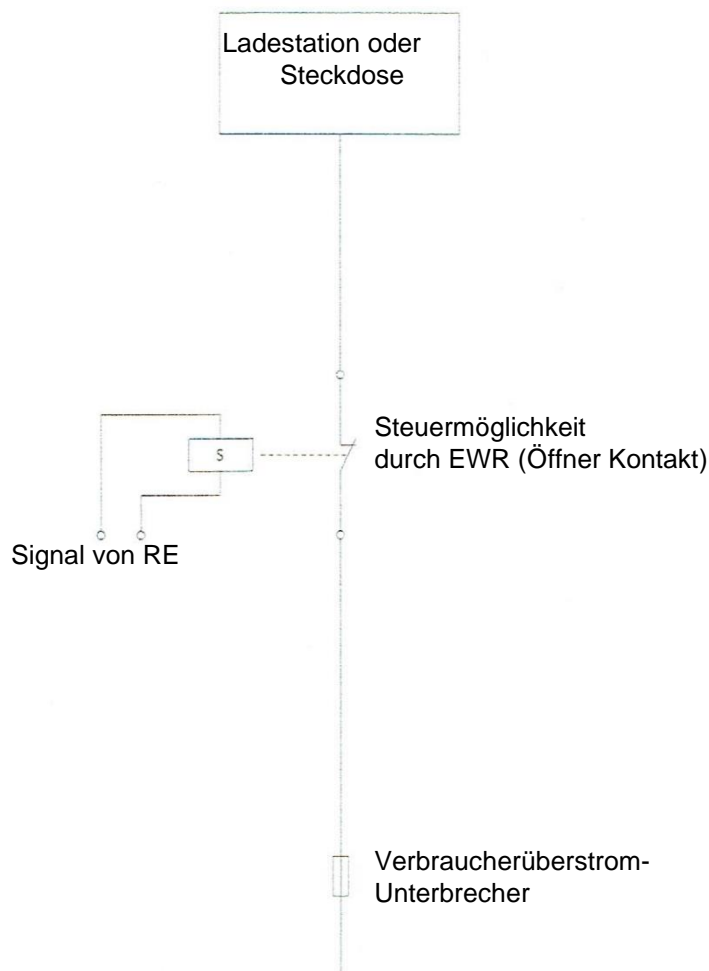 Ladestation oder
Steckdose
Steuermöglichkeit
durch EWR (Öffner Kontakt)
S
Signal von RE
Verbraucherüberstrom-
Unterbrecher